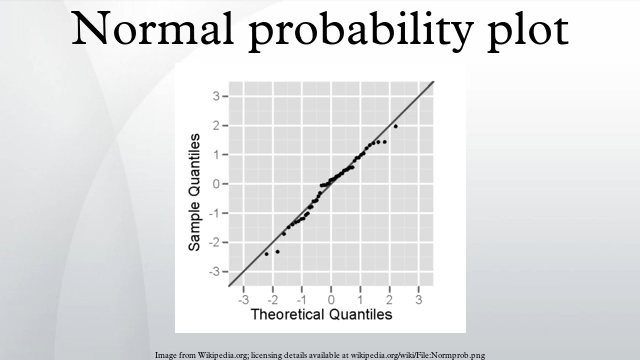 Normal probability plot
3
2
1
0
-1
-2
-3
Sample Quantiles
-3 -2 -1 0 1 2 3
Theoretical Quantiles
Image from Wikipedia.org; licensing details available at wikipedia.org/wiki/File:Normprob.png